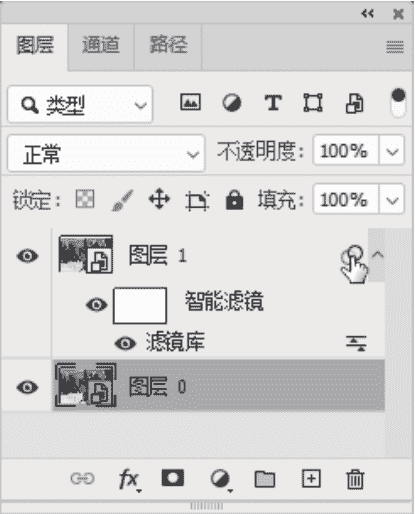 图层 通道 路径
类型 T
正常 不透明度: 100%
锁定: 填充: 100%
图层 1
智能滤镜
滤镜库
图层 0
fx